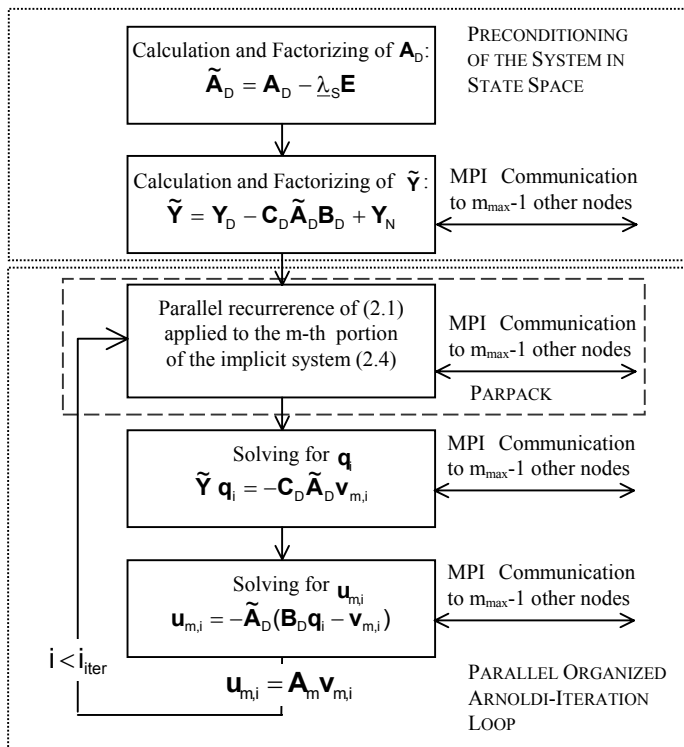 Calculation and Factorizing of A_D:
Ã_D = A_D − λ_S E
PRECONDITIONING
OF THE SYSTEM IN
STATE SPACE
Calculation and Factorizing of Ỹ:
Ỹ = Y_D − C_D Ã_D B_D + Y_N
MPI Communication
to m_max-1 other nodes
Parallel recurrerence of (2.1)
applied to the m-th portion
of the implicit system (2.4)
MPI Communication
to m_max-1 other nodes
PARPACK
Solving for q_i
Ỹ q_i = −C_D Ã_D v_m,i
MPI Communication
to m_max-1 other nodes
Solving for u_m,i
u_m,i = −Ã_D(B_D q_i − v_m,i)
MPI Communication
to m_max-1 other nodes
i < i_iter
u_m,i = A_m v_m,i
PARALLEL ORGANIZED
ARNOLDI-ITERATION
LOOP